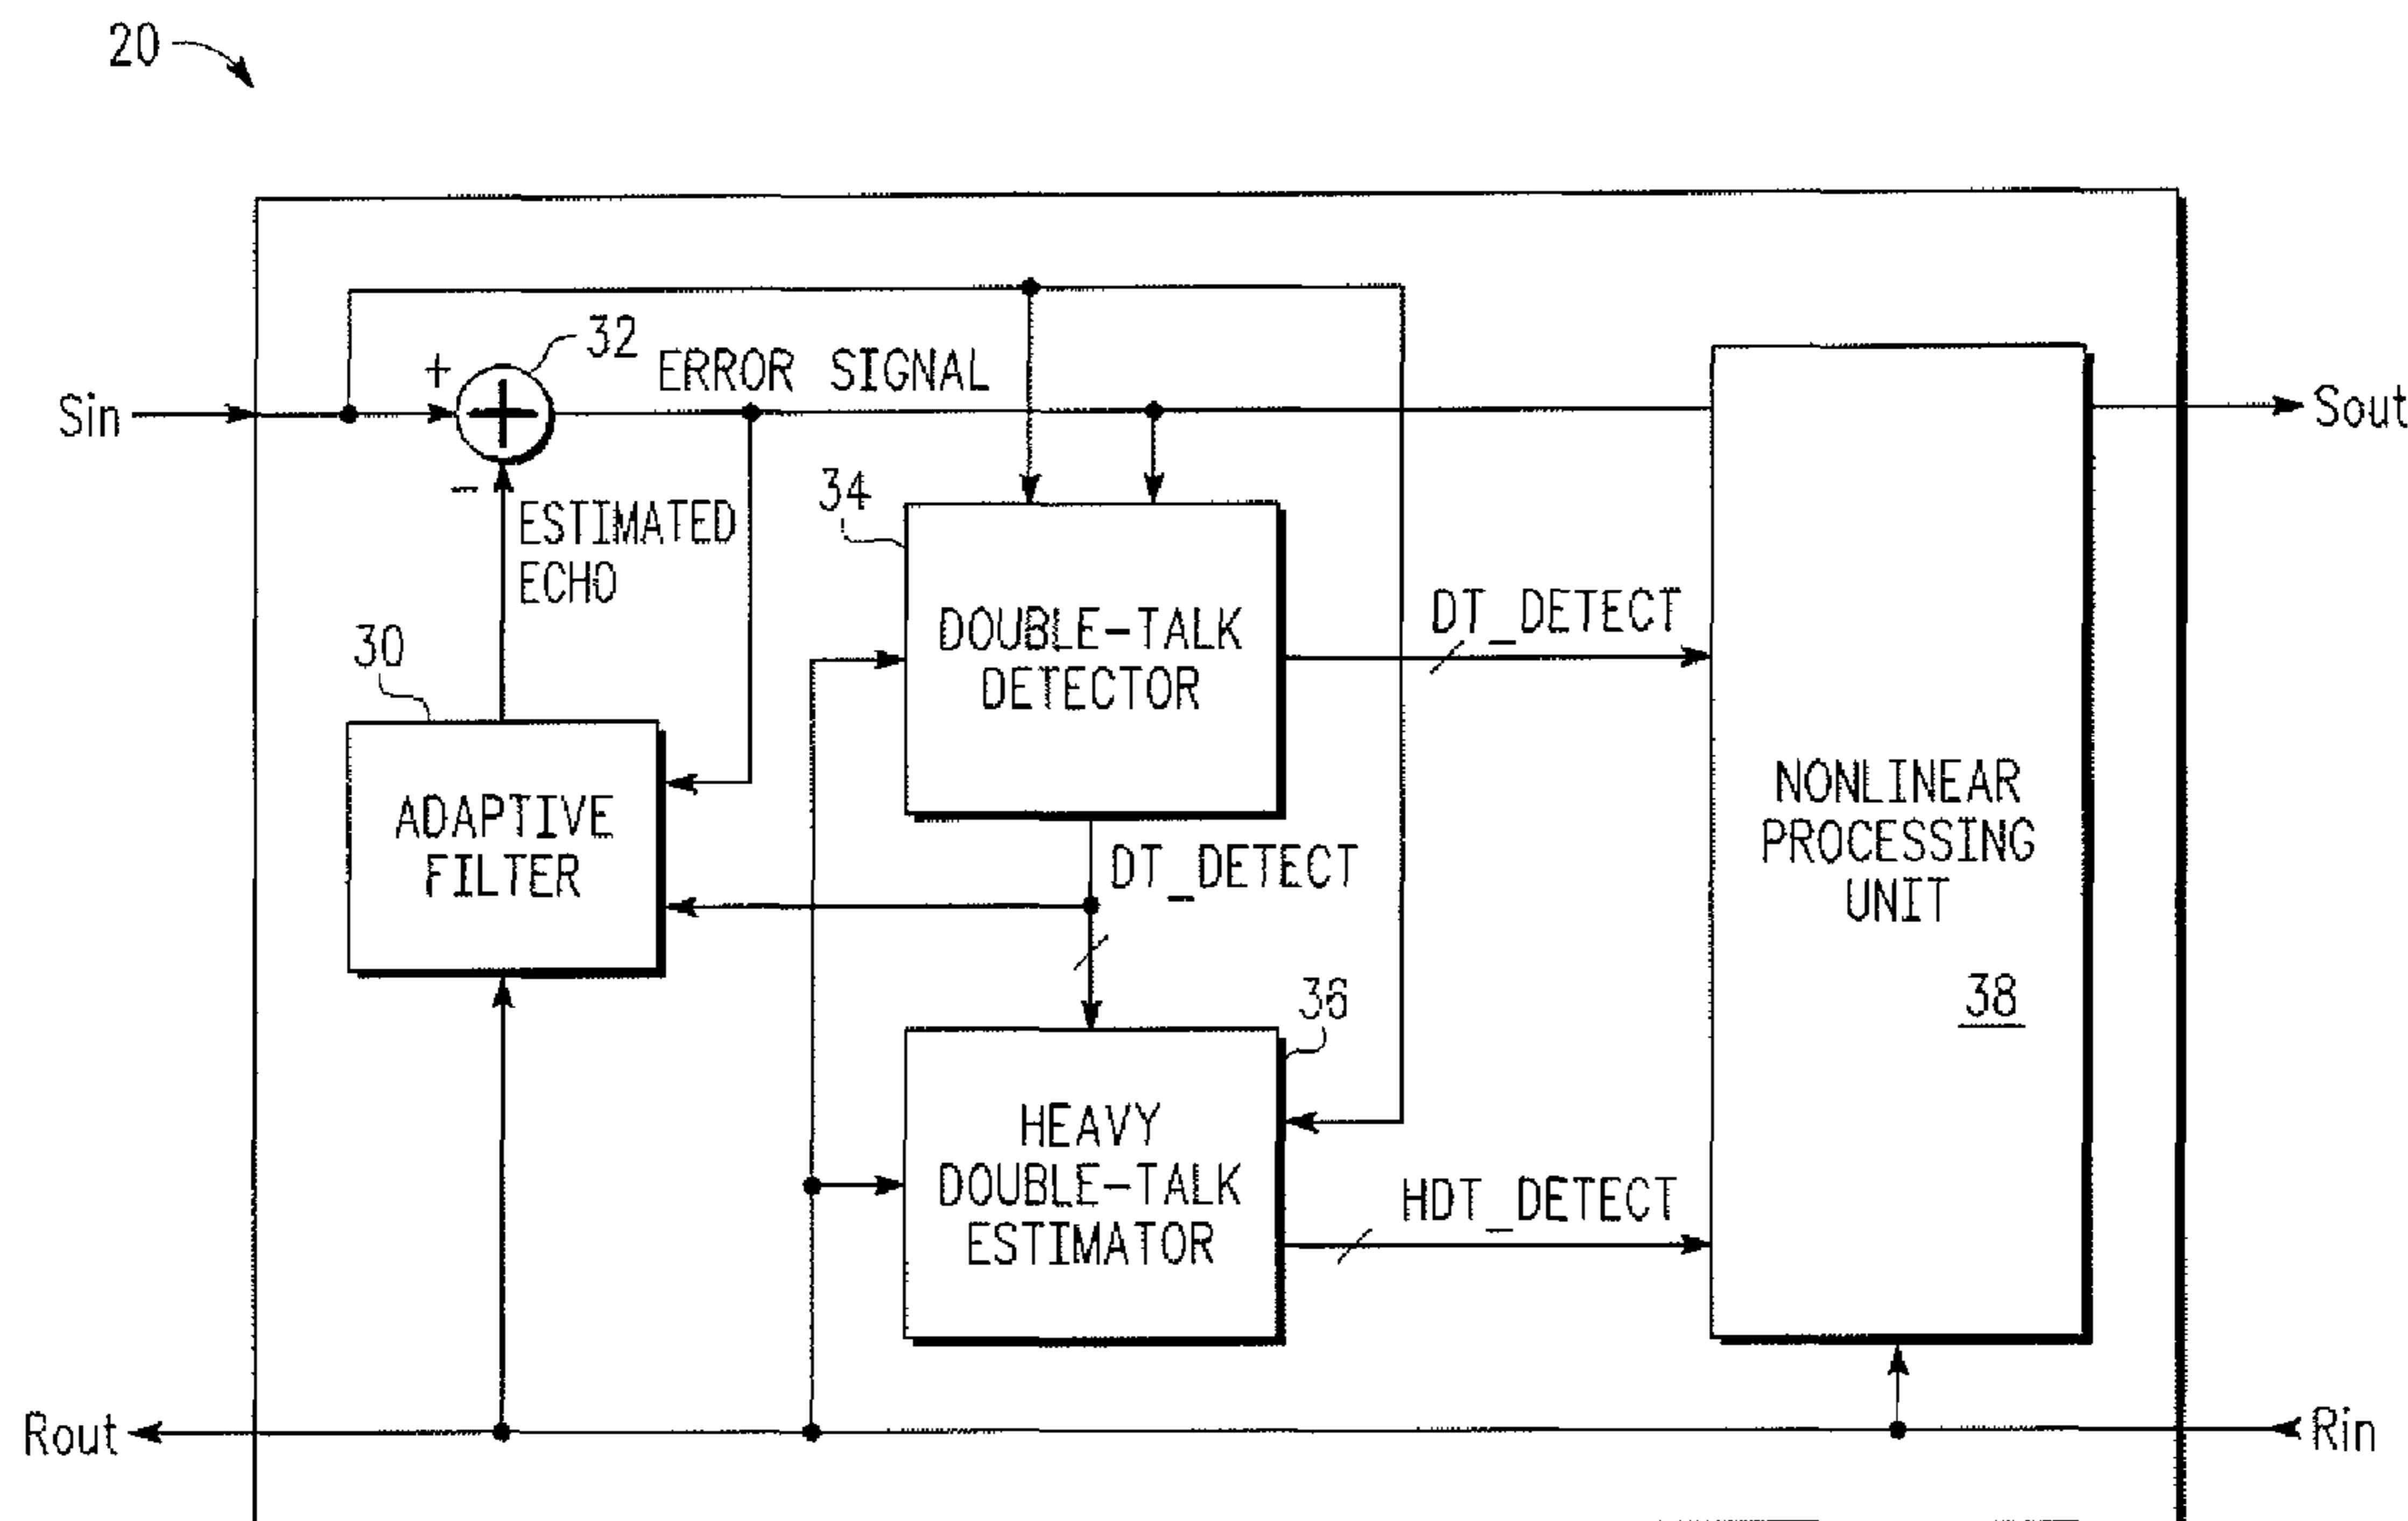 20
32
+
ERROR SIGNAL
Sin
Sout
−
ESTIMATED
ECHO
34
DOUBLE-TALK
DETECTOR
DT_DETECT
30
ADAPTIVE
FILTER
DT_DETECT
NONLINEAR
PROCESSING
UNIT
38
36
HEAVY
DOUBLE-TALK
ESTIMATOR
HDT_DETECT
Rout
Rin